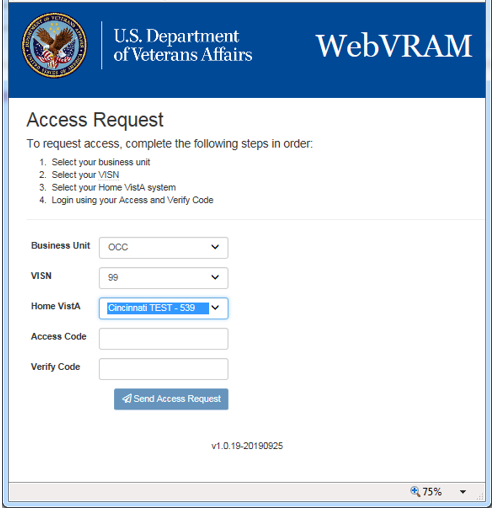 U.S. Department
of Veterans Affairs
WebVRAM
Access Request
To request access, complete the following steps in order:
1. Select your business unit
2. Select your VISN
3. Select your Home VistA system
4. Login using your Access and Verify Code
Business Unit OCC
VISN 99
Home VistA Cincinnati TEST - 539
Access Code
Verify Code
Send Access Request
v1.0.19-20190925
75%